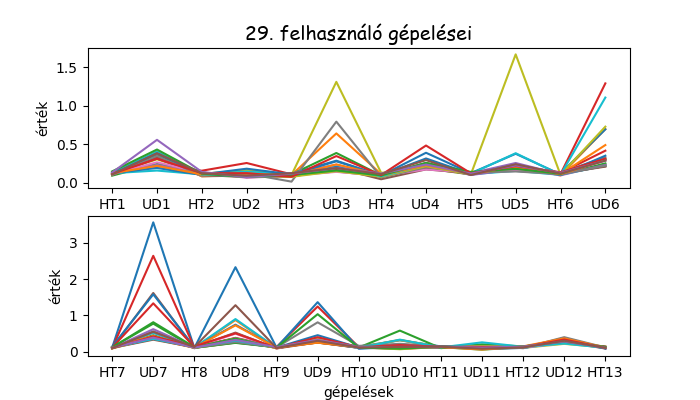 29. felhasználó gépelései
1.5
1.0
0.5
0.0
érték
HT1 UD1 HT2 UD2 HT3 UD3 HT4 UD4 HT5 UD5 HT6 UD6
3
2
1
0
érték
HT7 UD7 HT8 UD8 HT9 UD9 HT10 UD10 HT11 UD11 HT12 UD12 HT13
gépelések